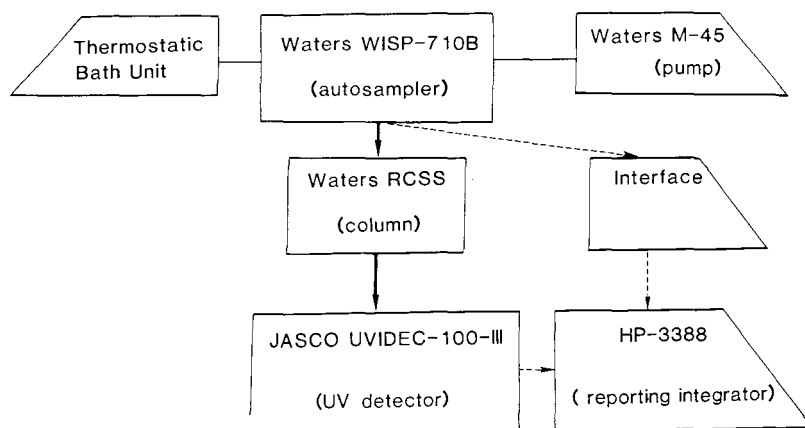 Thermostatic
Bath Unit
Waters WISP-710B
(autosampler)
Waters M-45
(pump)
Waters RCSS
(column)
Interface
JASCO UVIDEC-100-III
(UV detector)
HP-3388
( reporting integrator)